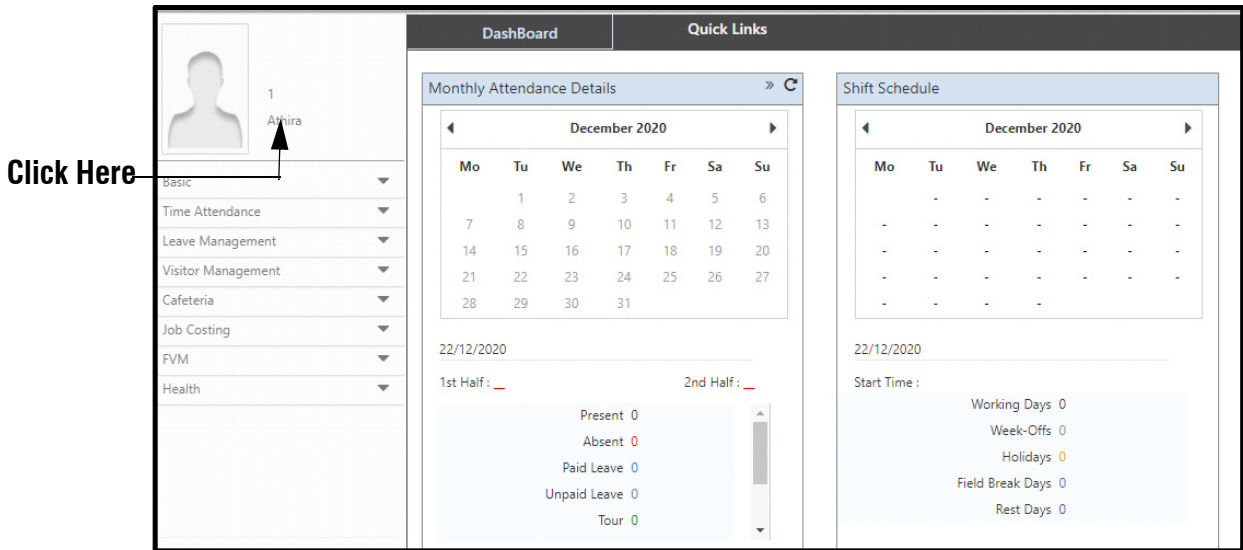 DashBoard
Quick Links
1
Athira
Click Here
Basic
Time Attendance
Leave Management
Visitor Management
Cafeteria
Job Costing
FVM
Health
Monthly Attendance Details » C
December 2020
Mo Tu We Th Fr Sa Su
1 2 3 4 5 6
7 8 9 10 11 12 13
14 15 16 17 18 19 20
21 22 23 24 25 26 27
28 29 30 31
22/12/2020
1st Half : __ 2nd Half : __
Present 0
Absent 0
Paid Leave 0
Unpaid Leave 0
Tour 0
Shift Schedule
December 2020
Mo Tu We Th Fr Sa Su
- - - - - -
- - - - - - -
- - - - - - -
- - - - - - -
- - - -
22/12/2020
Start Time :
Working Days 0
Week-Offs 0
Holidays 0
Field Break Days 0
Rest Days 0